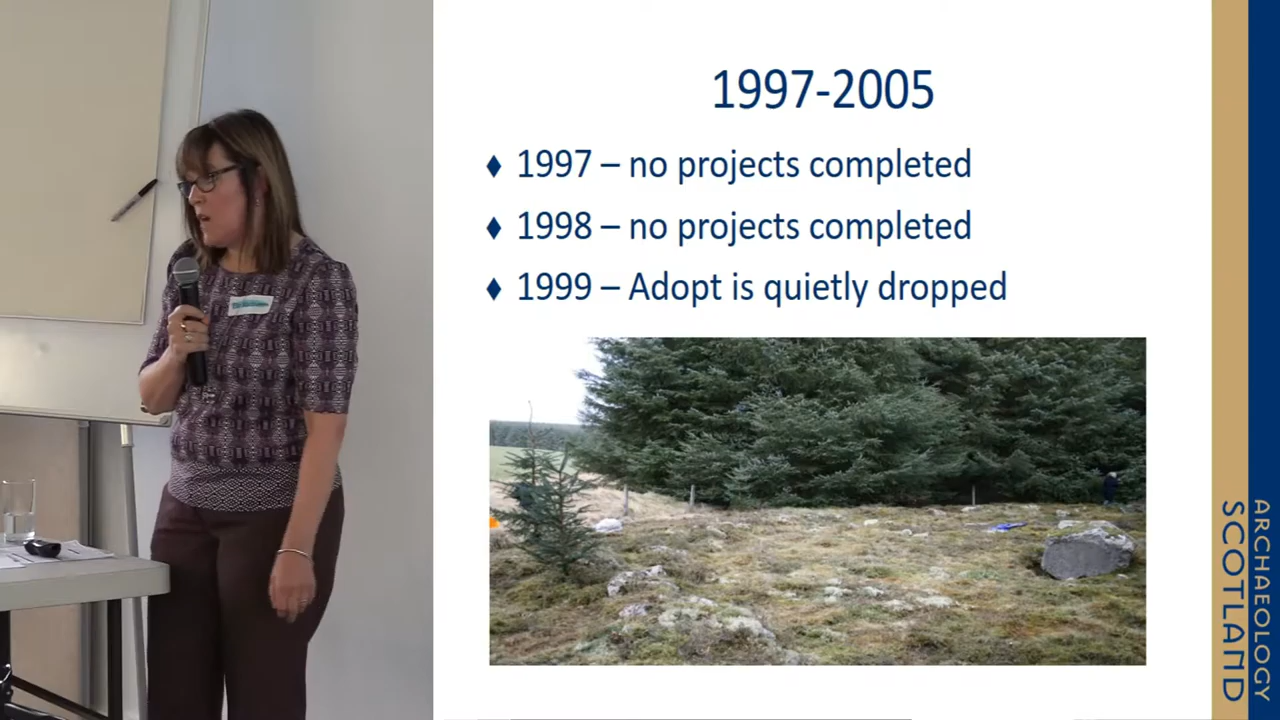 1997-2005
♦ 1997 – no projects completed
♦ 1998 – no projects completed
♦ 1999 – Adopt is quietly dropped
ARCHAEOLOGY
SCOTLAND